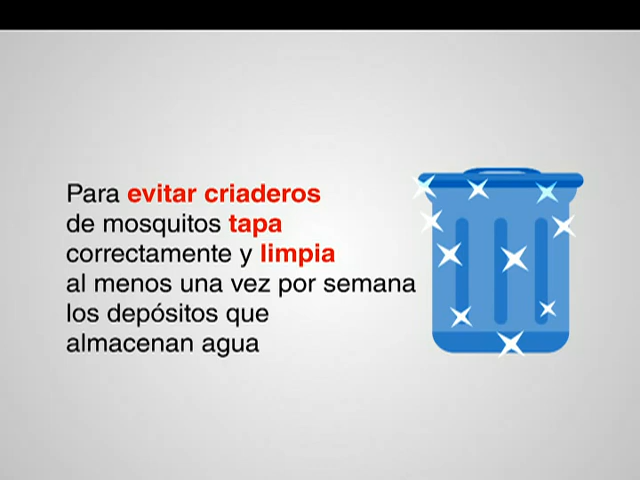 Para evitar criaderos
de mosquitos tapa
correctamente y limpia
al menos una vez por semana
los depósitos que
almacenan agua